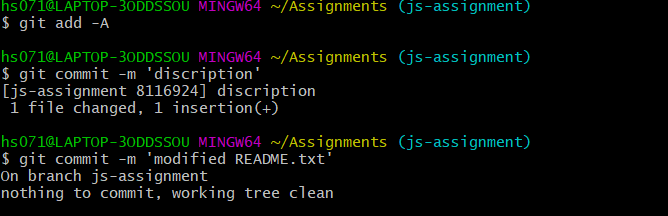 hs071@LAPTOP-3ODDSSOU MINGW64 ~/Assignments (js-assignment)
$ git add -A
hs071@LAPTOP-3ODDSSOU MINGW64 ~/Assignments (js-assignment)
$ git commit -m 'discription'
[js-assignment 8116924] discription
 1 file changed, 1 insertion(+)
hs071@LAPTOP-3ODDSSOU MINGW64 ~/Assignments (js-assignment)
$ git commit -m 'modified README.txt'
On branch js-assignment
nothing to commit, working tree clean